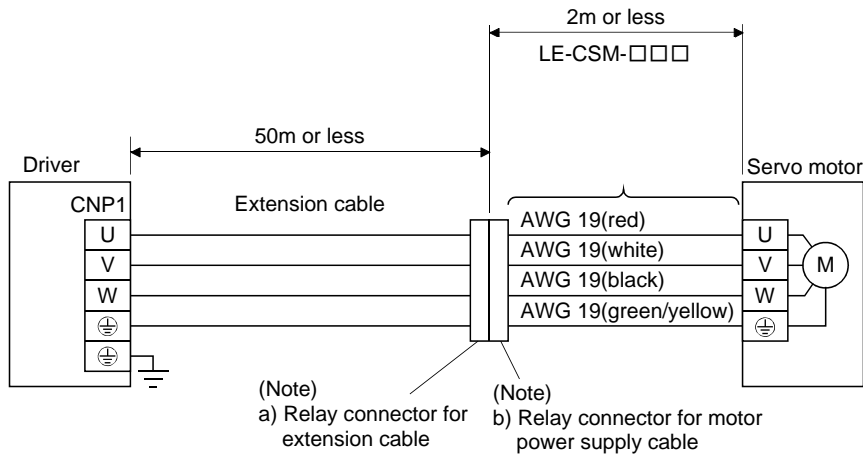 2m or less
LE-CSM-□□□
50m or less
Driver
Servo motor
CNP1
Extension cable
U
AWG 19(red)
U
V
AWG 19(white)
V
M
W
AWG 19(black)
W
AWG 19(green/yellow)
(Note)
a) Relay connector for
extension cable
(Note)
b) Relay connector for motor
power supply cable